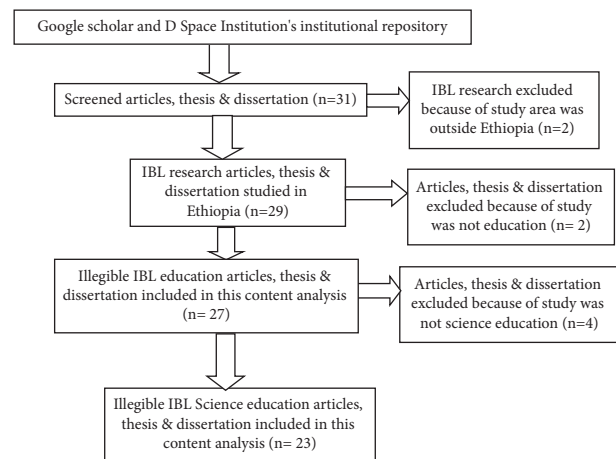 Google scholar and D Space Institution's institutional repository
Screened articles, thesis & dissertation (n=31)
IBL research excluded
because of study area was
outside Ethiopia (n=2)
IBL research articles, thesis &
dissertation studied in
Ethiopia (n=29)
Articles, thesis & dissertation
excluded because of study
was not education (n= 2)
Illegible IBL education articles, thesis &
dissertation included in this content analysis
(n= 27)
Articles, thesis & dissertation
excluded because of study
was not science education (n=4)
Illegible IBL Science education articles,
thesis & dissertation included in this
content analysis (n= 23)